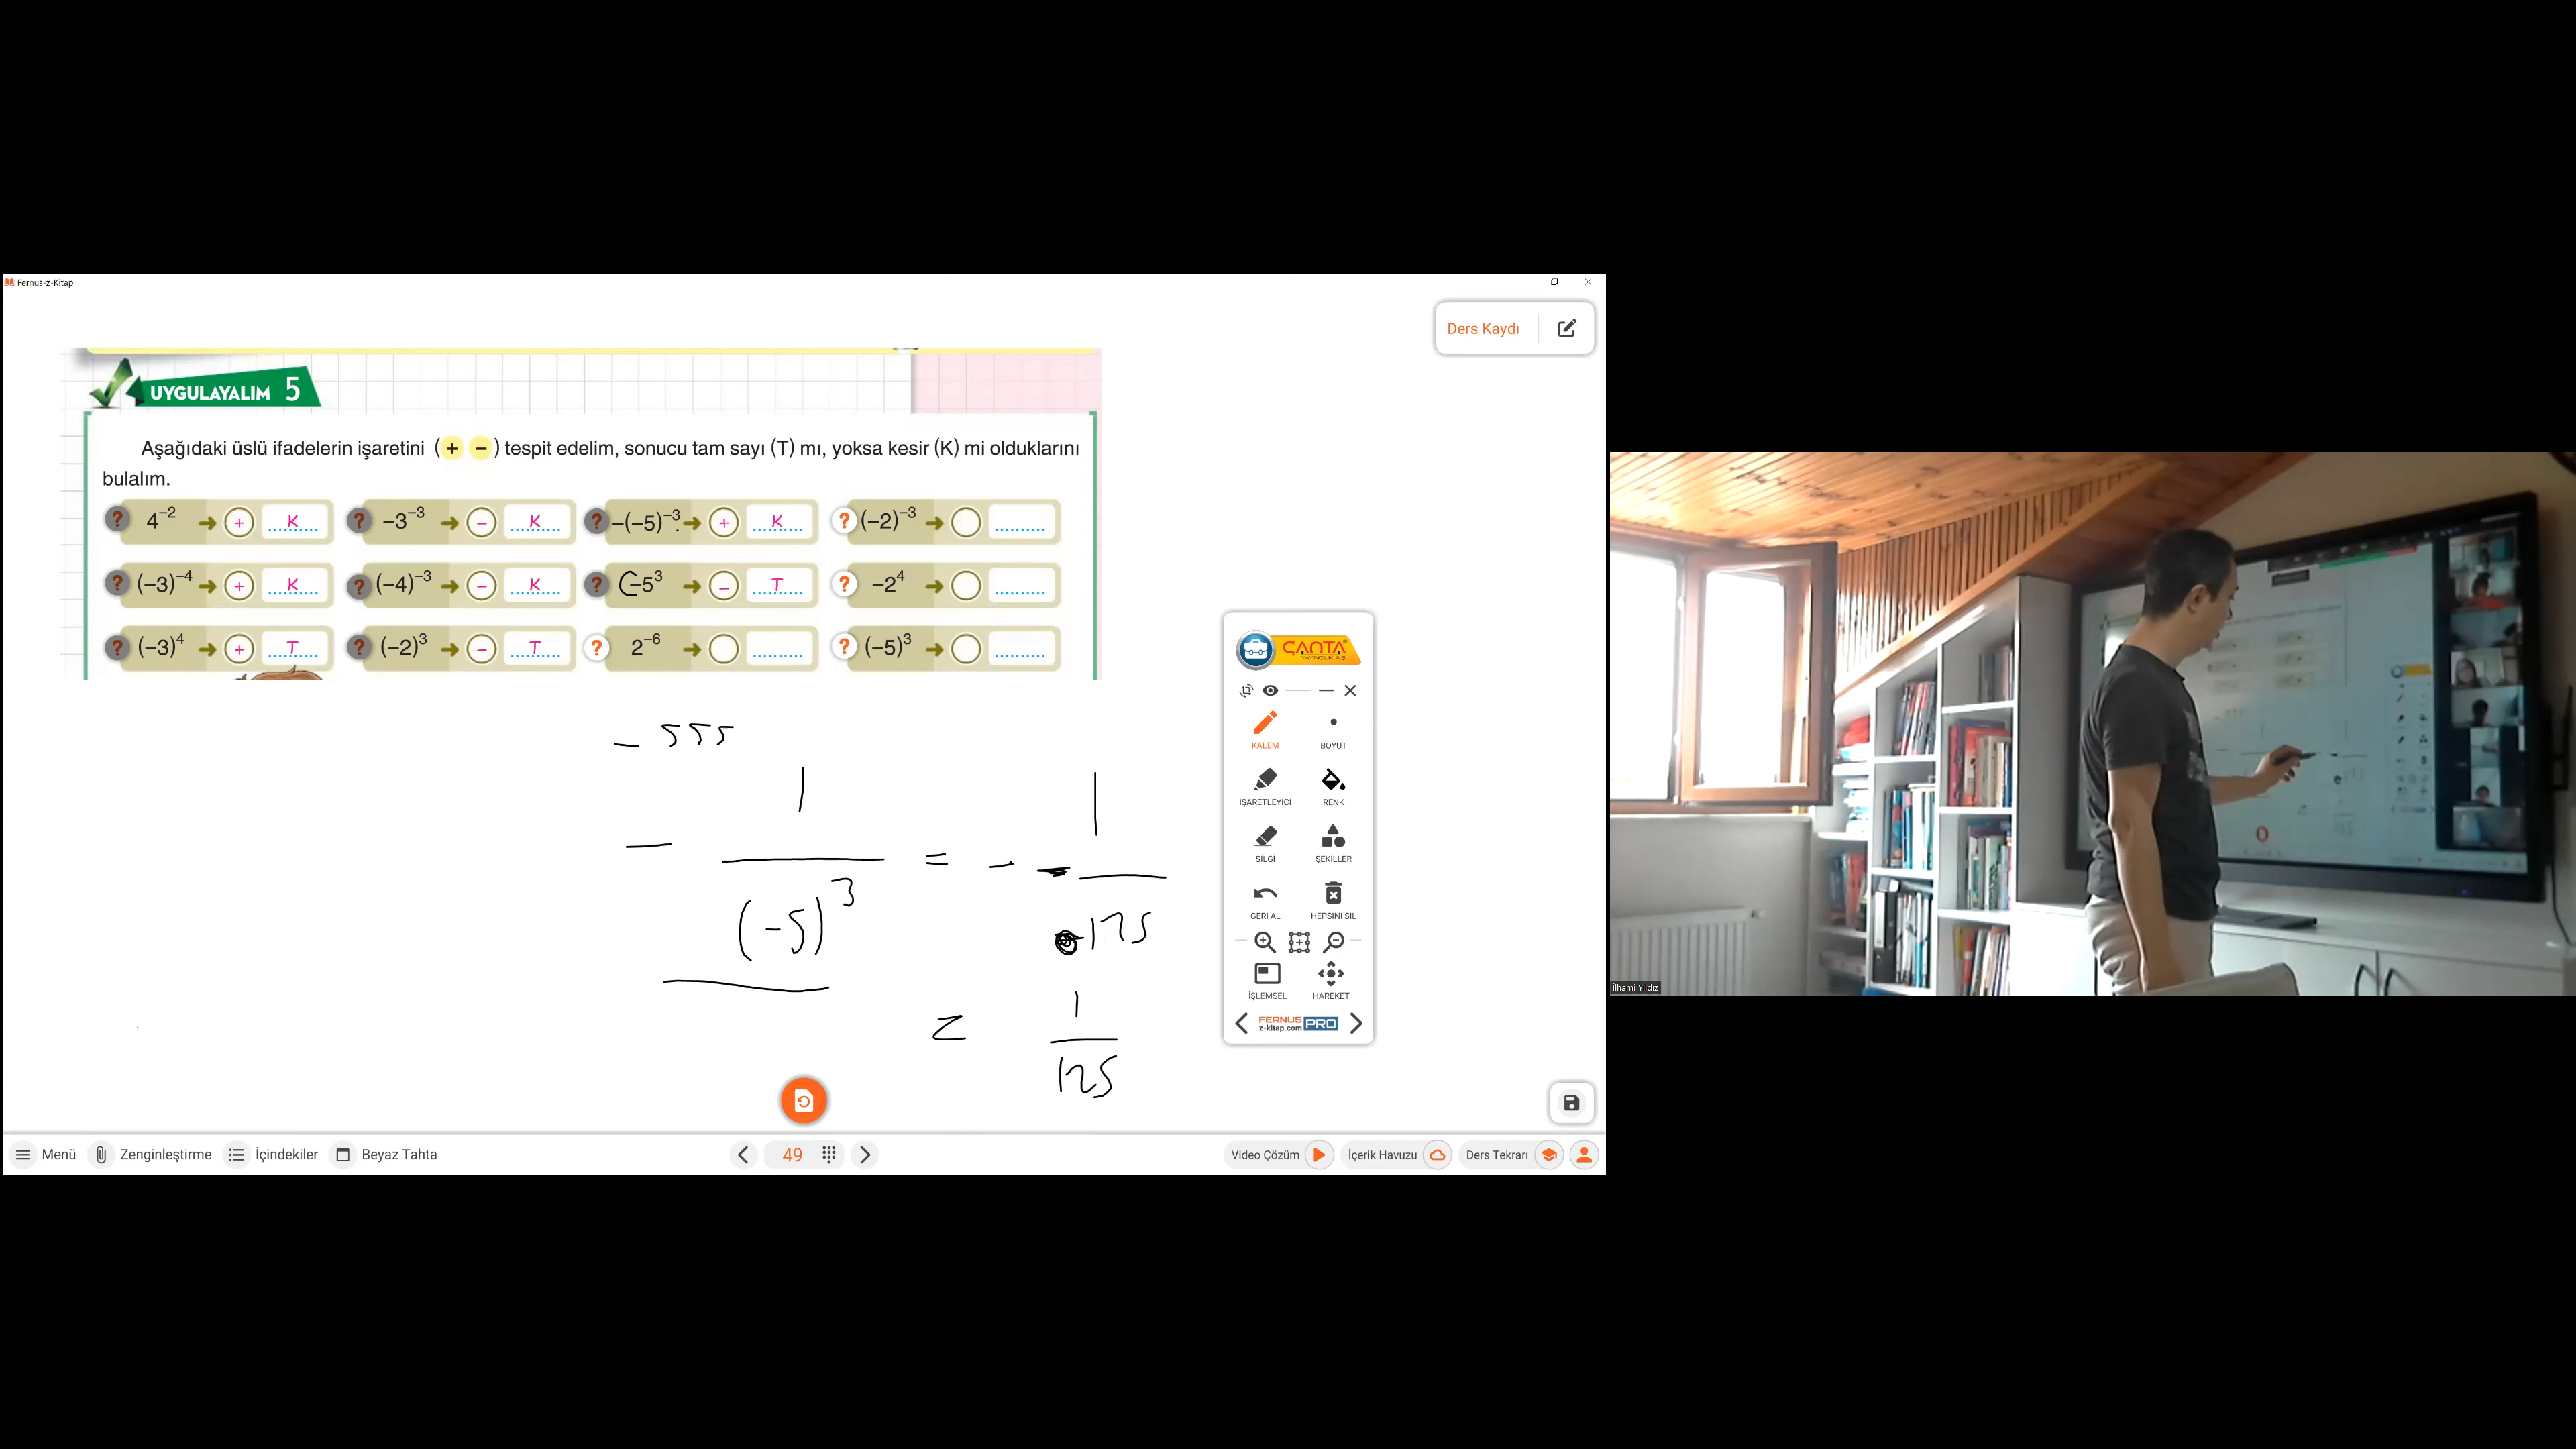 Fernus-z-Kitap
Ders Kaydı
UYGULAYALIM 5
Aşağıdaki üslü ifadelerin işaretini (+ −) tespit edelim, sonucu tam sayı (T) mı, yoksa kesir (K) mi olduklarını
bulalım.
? 4⁻² → + K ? −3⁻³ → − K ? −(−5)⁻³ → + K ? (−2)⁻³ →
? (−3)⁻⁴ → + K ? (−4)⁻³ → − K ? (−5³ → − T ? −2⁴ →
? (−3)⁴ → + T ? (−2)³ → − T ? 2⁻⁶ → ? (−5)³ →
− 555
− 1 / (−5)³ = − − 1 / 125
= 1 / 125
ÇANTA
YAYINCILIK A.Ş.
KALEM BOYUT
İŞARETLEYİCİ RENK
SİLGİ ŞEKİLLER
GERİ AL HEPSİNİ SİL
İŞLEMSEL HAREKET
FERNUS
z-kitap.com PRO
Menü Zenginleştirme İçindekiler Beyaz Tahta 49 Video Çözüm İçerik Havuzu Ders Tekrarı
İlhami Yıldız